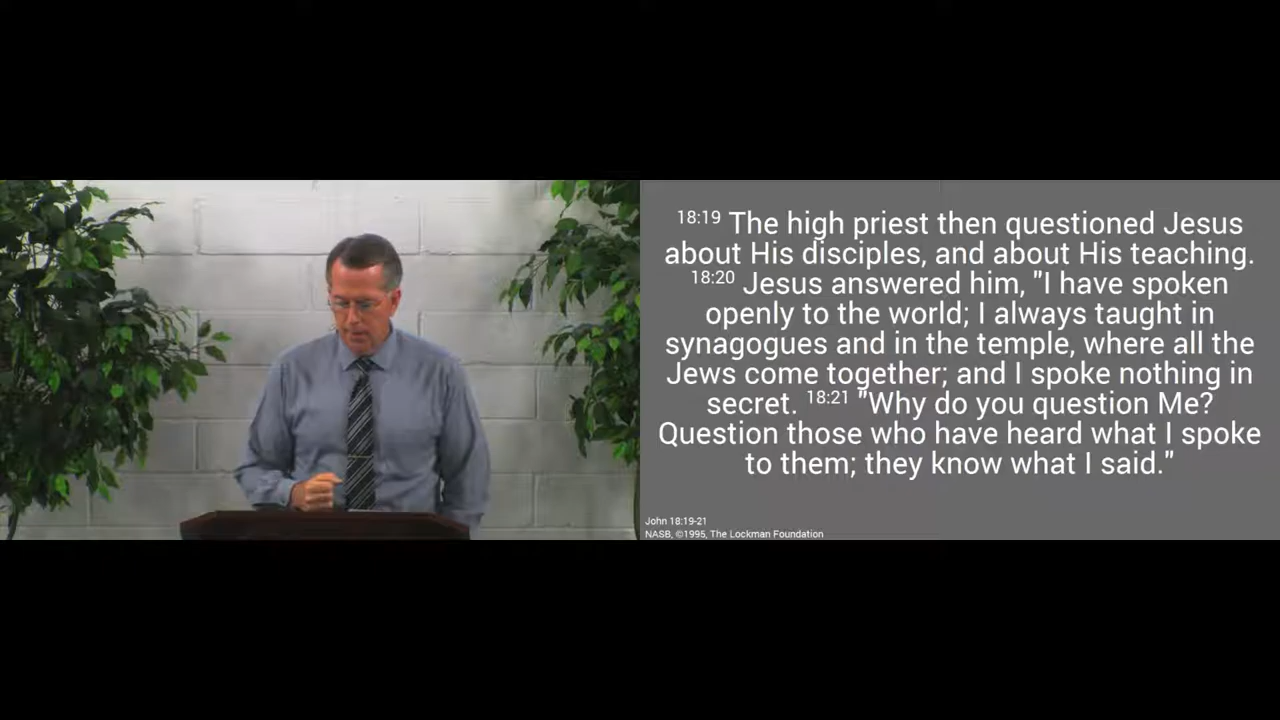 18:19 The high priest then questioned Jesus
about His disciples, and about His teaching.
18:20 Jesus answered him, "I have spoken
openly to the world; I always taught in
synagogues and in the temple, where all the
Jews come together; and I spoke nothing in
secret. 18:21 "Why do you question Me?
Question those who have heard what I spoke
to them; they know what I said."
John 18:19-21
NASB, ©1995, The Lockman Foundation